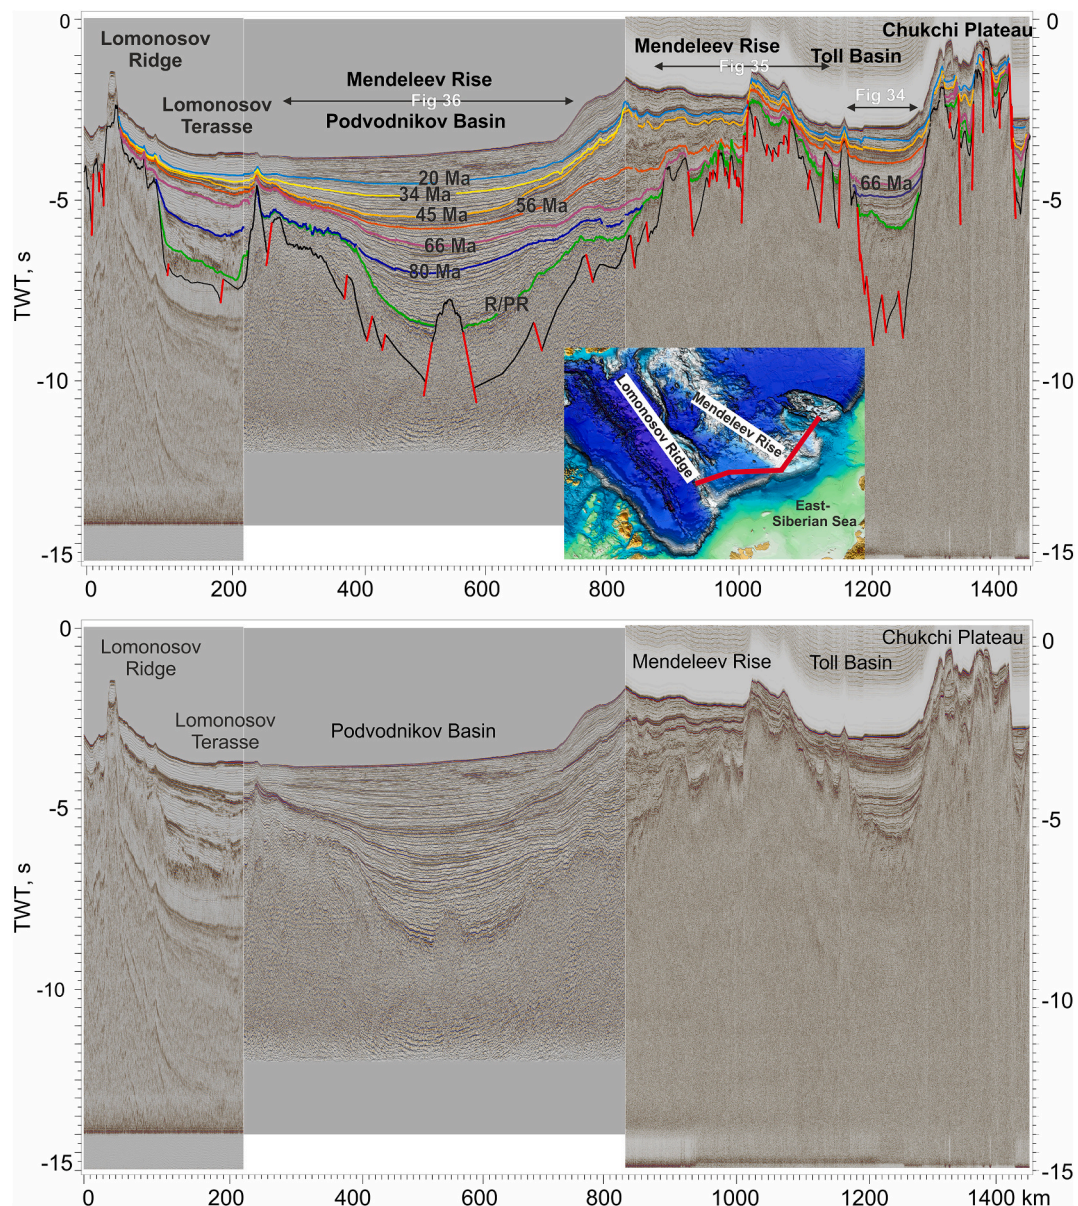 0
0
Chukchi Plateau
Lomonosov
Ridge
Mendeleev Rise
Toll Basin
Fig 35
Mendeleev Rise
Fig 36
Podvodnikov Basin
Fig 34
Lomonosov
Terasse
20 Ma
34 Ma
56 Ma
45 Ma
66 Ma
66 Ma
80 Ma
R/PR
-5
-5
TWT, s
-10
-10
Lomonosov Ridge
Mendeleev Rise
East-
Siberian Sea
-15
-15
0 200 400 600 800 1000 1200 1400
0
0
Chukchi Plateau
Lomonosov
Ridge
Mendeleev Rise
Toll Basin
Lomonosov
Terasse
Podvodnikov Basin
-5
-5
TWT, s
-10
-10
-15
-15
0 200 400 600 800 1000 1200 1400 km